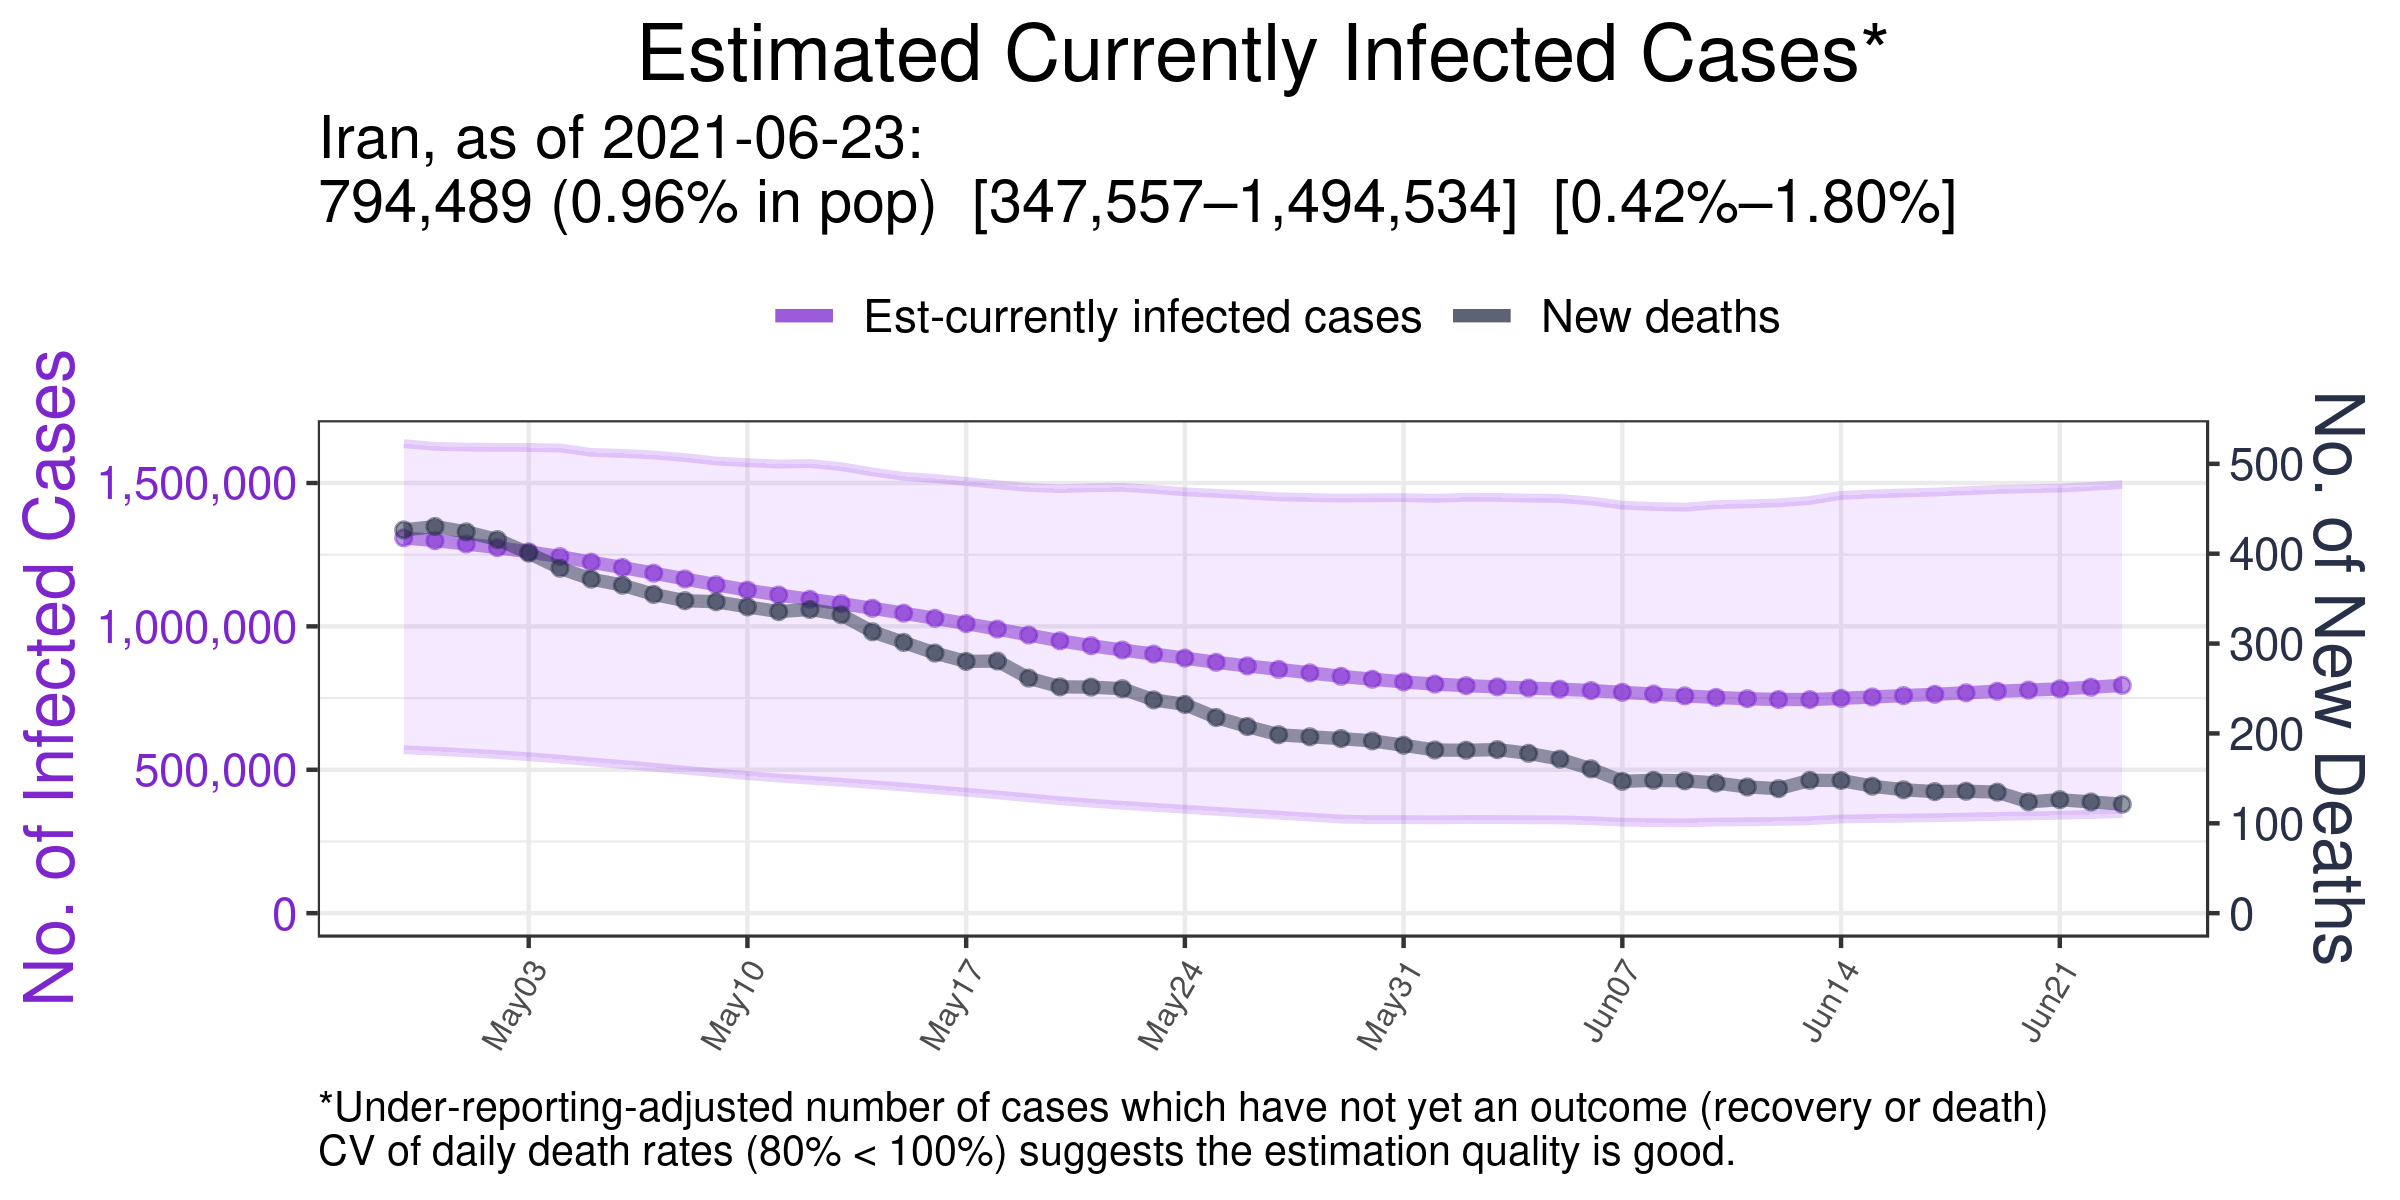 Estimated Currently Infected Cases*
Iran, as of 2021-06-23:
794,489 (0.96% in pop)  [347,557–1,494,534]  [0.42%–1.80%]
Est-currently infected cases
New deaths
No. of Infected Cases
1,500,000
1,000,000
500,000
0
500
400
300
200
100
0
No. of New Deaths
May03
May10
May17
May24
May31
Jun07
Jun14
Jun21
*Under-reporting-adjusted number of cases which have not yet an outcome (recovery or death)
CV of daily death rates (80% < 100%) suggests the estimation quality is good.